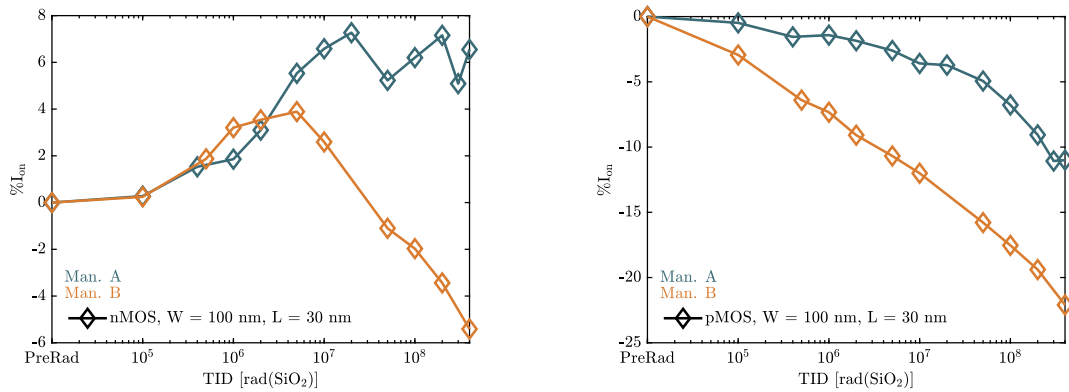 8
6
4
2
0
-2
-4
-6
%I_on
Man. A
Man. B
nMOS, W = 100 nm, L = 30 nm
PreRad 10^5 10^6 10^7 10^8
TID [rad(SiO_2)]
0
-5
-10
-15
-20
-25
%I_on
Man. A
Man. B
pMOS, W = 100 nm, L = 30 nm
PreRad 10^5 10^6 10^7 10^8
TID [rad(SiO_2)]